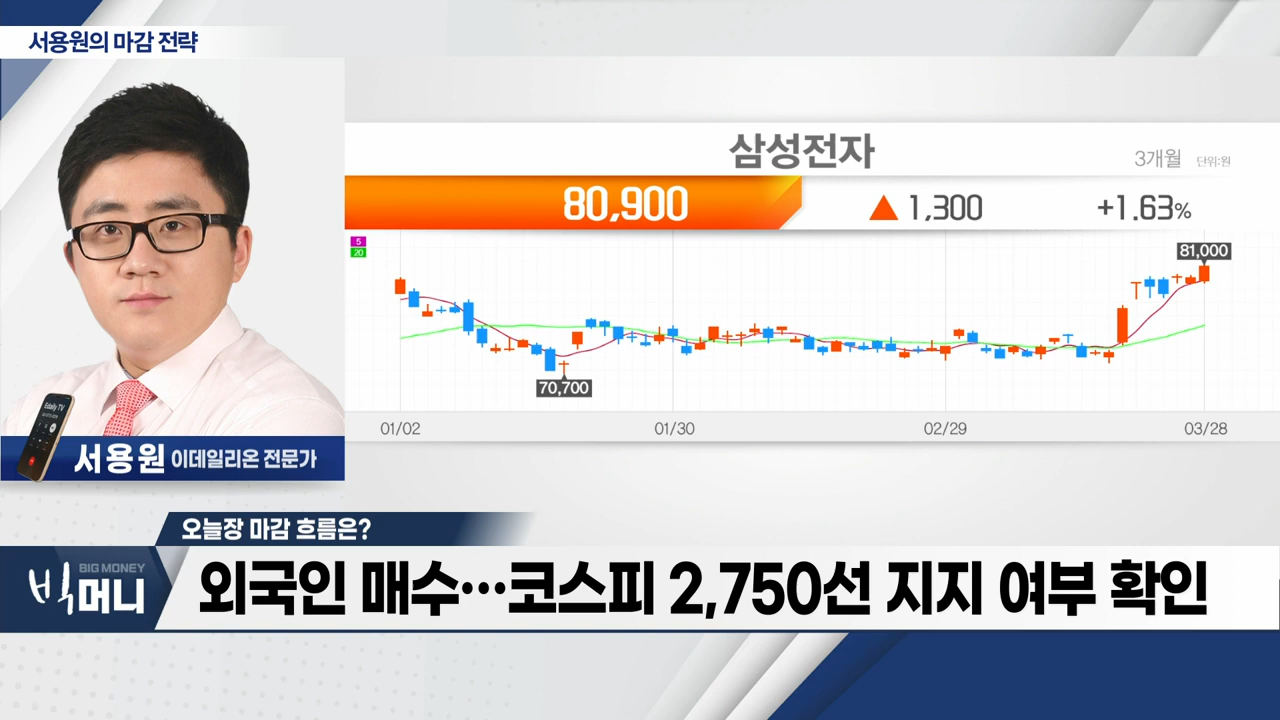 서용원의 마감 전략
삼성전자
3개월 단위:원
80,900 ▲ 1,300 +1.63%
5
20
81,000
70,700
01/02 01/30 02/29 03/28
Edaily TV
서용원 이데일리온 전문가
오늘장 마감 흐름은?
BIG MONEY
빅머니
외국인 매수…코스피 2,750선 지지 여부 확인